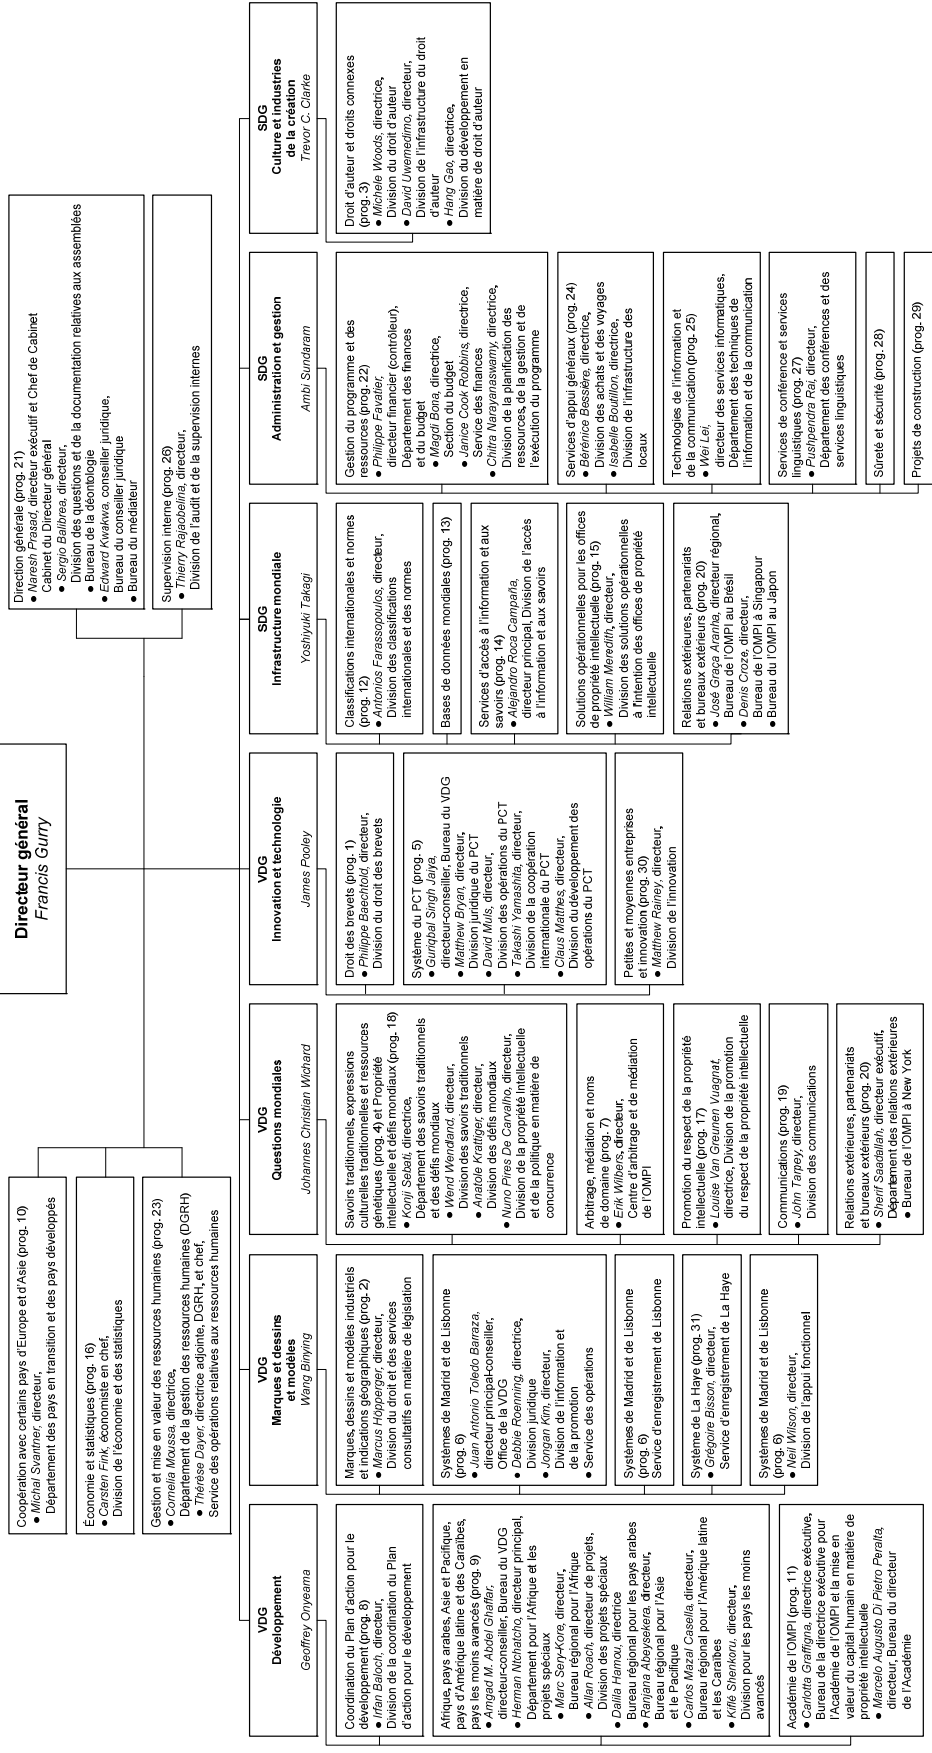 Directeur général
Francis Gurry
Coopération avec certains pays d'Europe et d'Asie (prog. 10)
● Michal Svantner, directeur,
Département des pays en transition et des pays développés
Économie et statistiques (prog. 16)
● Carsten Fink, économiste en chef,
Division de l'économie et des statistiques
Gestion et mise en valeur des ressources humaines (prog. 23)
● Cornelia Moussa, directrice,
Département de la gestion des ressources humaines (DGRH)
● Thérèse Dayer, directrice adjointe, DGRH, et chef,
Service des opérations relatives aux ressources humaines
Direction générale (prog. 21)
● Naresh Prasad, directeur exécutif et Chef de Cabinet
Cabinet du Directeur général
● Sergio Balibrea, directeur,
Division des questions et de la documentation relatives aux assemblées
● Bureau de la déontologie
● Edward Kwakwa, conseiller juridique,
Bureau du conseiller juridique
● Bureau du médiateur
Supervision interne (prog. 26)
● Thierry Rajaobelina, directeur,
Division de l'audit et de la supervision internes
VDG
Développement
Geoffrey Onyeama
Coordination du Plan d'action pour le
développement (prog. 8)
● Irfan Baloch, directeur,
Division de la coordination du Plan
d'action pour le développement
Afrique, pays arabes, Asie et Pacifique,
pays d'Amérique latine et des Caraïbes,
pays les moins avancés (prog. 9)
● Amgad M. Abdel Ghaffar,
directeur-conseiller, Bureau du VDG
● Herman Ntchatcho, directeur principal,
Département pour l'Afrique et les
projets spéciaux
● Marc Sery-Kore, directeur
Bureau régional pour l'Afrique
● Allan Roach, directeur de projets,
Division des projets spéciaux
● Dalila Hamou, directrice
Bureau régional pour les pays arabes
● Ranjana Abeysekera, directeur,
Bureau régional pour l'Asie
et le Pacifique
● Carlos Mazal Casella, directeur,
Bureau régional pour l'Amérique latine
et les Caraïbes
● Kiflé Shenkoru, directeur,
Division pour les pays les moins
avancés
Académie de l'OMPI (prog. 11)
● Carlotta Graffigna, directrice exécutive,
Bureau de la directrice exécutive pour
l'Académie de l'OMPI et la mise en
valeur du capital humain en matière de
propriété intellectuelle
● Marcelo Augusto Di Pietro Peralta,
directeur, Bureau du directeur
de l'Académie
VDG
Marques et dessins
et modèles
Wang Binying
Marques, dessins et modèles industriels
et indications géographiques (prog. 2)
● Marcus Höpperger, directeur,
Division du droit et des services
consultatifs en matière de législation
Systèmes de Madrid et de Lisbonne
(prog. 6)
● Juan Antonio Toledo Barraza,
directeur principal-conseiller,
Office de la VDG
● Debbie Roenning, directrice,
Division juridique
● Jongan Kim, directeur,
Division de l'information et
de la promotion
● Service des opérations
Systèmes de Madrid et de Lisbonne
(prog. 6)
Service d'enregistrement de Lisbonne
Système de La Haye (prog. 31)
● Grégoire Bisson, directeur,
Service d'enregistrement de La Haye
Systèmes de Madrid et de Lisbonne
(prog. 6)
● Neil Wilson, directeur,
Division de l'appui fonctionnel
VDG
Questions mondiales
Johannes Christian Wichard
Savoirs traditionnels, expressions
culturelles traditionnelles et ressources
génétiques (prog. 4) et Propriété
intellectuelle et défis mondiaux (prog. 18)
● Konji Sebati, directrice,
Département des savoirs traditionnels
et des défis mondiaux
● Wend Wendland, directeur,
Division des savoirs traditionnels
● Anatole Krattiger, directeur,
Division des défis mondiaux
● Nuno Pires De Carvalho, directeur,
Division de la propriété intellectuelle
et de la politique en matière de
concurrence
Arbitrage, médiation et noms
de domaine (prog. 7)
● Erik Wilbers, directeur,
Centre d'arbitrage et de médiation
de l'OMPI
Promotion du respect de la propriété
intellectuelle (prog. 17)
● Louise Van Greunen Vuagnat,
directrice, Division de la promotion
du respect de la propriété intellectuelle
Communications (prog. 19)
● John Tarpey, directeur,
Division des communications
Relations extérieures, partenariats
et bureaux extérieurs (prog. 20)
● Sherif Saadallah, directeur exécutif,
Département des relations extérieures
● Bureau de l'OMPI à New York
VDG
Innovation et technologie
James Pooley
Droit des brevets (prog. 1)
● Philippe Baechtold, directeur,
Division du droit des brevets
Système du PCT (prog. 5)
● Guriqbal Singh Jaiya,
directeur-conseiller, Bureau du VDG
● Matthew Bryan, directeur,
Division juridique du PCT
● David Muls, directeur,
Division des opérations du PCT
● Takashi Yamashita, directeur,
Division de la coopération
internationale du PCT
● Claus Matthes, directeur,
Division du développement des
opérations du PCT
Petites et moyennes entreprises
et innovation (prog. 30)
● Matthew Rainey, directeur,
Division de l'innovation
SDG
Infrastructure mondiale
Yoshiyuki Takagi
Classifications internationales et normes
(prog. 12)
● Antonios Farassopoulos, directeur,
Division des classifications
internationales et des normes
Bases de données mondiales (prog. 13)
Services d'accès à l'information et aux
savoirs (prog. 14)
● Alejandro Roca Campaña,
directeur principal, Division de l'accès
à l'information et aux savoirs
Solutions opérationnelles pour les offices
de propriété intellectuelle (prog. 15)
● William Meredith, directeur,
Division des solutions opérationnelles
à l'intention des offices de propriété
intellectuelle
Relations extérieures, partenariats
et bureaux extérieurs (prog. 20)
● José Graça Aranha, directeur régional,
Bureau de l'OMPI au Brésil
● Denis Croze, directeur,
Bureau de l'OMPI à Singapour
● Bureau du l'OMPI au Japon
SDG
Administration et gestion
Ambi Sundaram
Gestion du programme et des
ressources (prog. 22)
● Philippe Favatier,
directeur financier (contrôleur),
Département des finances
et du budget
● Magdi Bona, directrice,
Section du budget
● Janice Cook Robbins, directrice,
Service des finances
● Chitra Narayanaswamy, directrice,
Division de la planification des
ressources, de la gestion et de
l'exécution du programme
Services d'appui généraux (prog. 24)
● Bérénice Bessière, directrice,
Division des achats et des voyages
● Isabelle Boutillon, directrice,
Division de l'infrastructure des
locaux
Technologies de l'information et
de la communication (prog. 25)
● Wei Lei,
directeur des services informatiques,
Département des techniques de
l'information et de la communication
Services de conférence et services
linguistiques (prog. 27)
● Pushpendra Rai, directeur,
Département des conférences et des
services linguistiques
Sûreté et sécurité (prog. 28)
Projets de construction (prog. 29)
SDG
Culture et industries
de la création
Trevor C. Clarke
Droit d'auteur et droits connexes
(prog. 3)
● Michele Woods, directrice,
Division du droit d'auteur
● David Uwemedimo, directeur,
Division de l'infrastructure du droit
d'auteur
● Hang Gao, directrice,
Division du développement en
matière de droit d'auteur